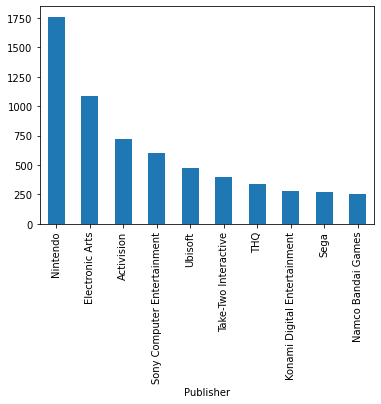 1750
1500
1250
1000
750
500
250
0
Nintendo
Electronic Arts
Activision
Sony Computer Entertainment
Ubisoft
Take-Two Interactive
THQ
Konami Digital Entertainment
Sega
Namco Bandai Games
Publisher